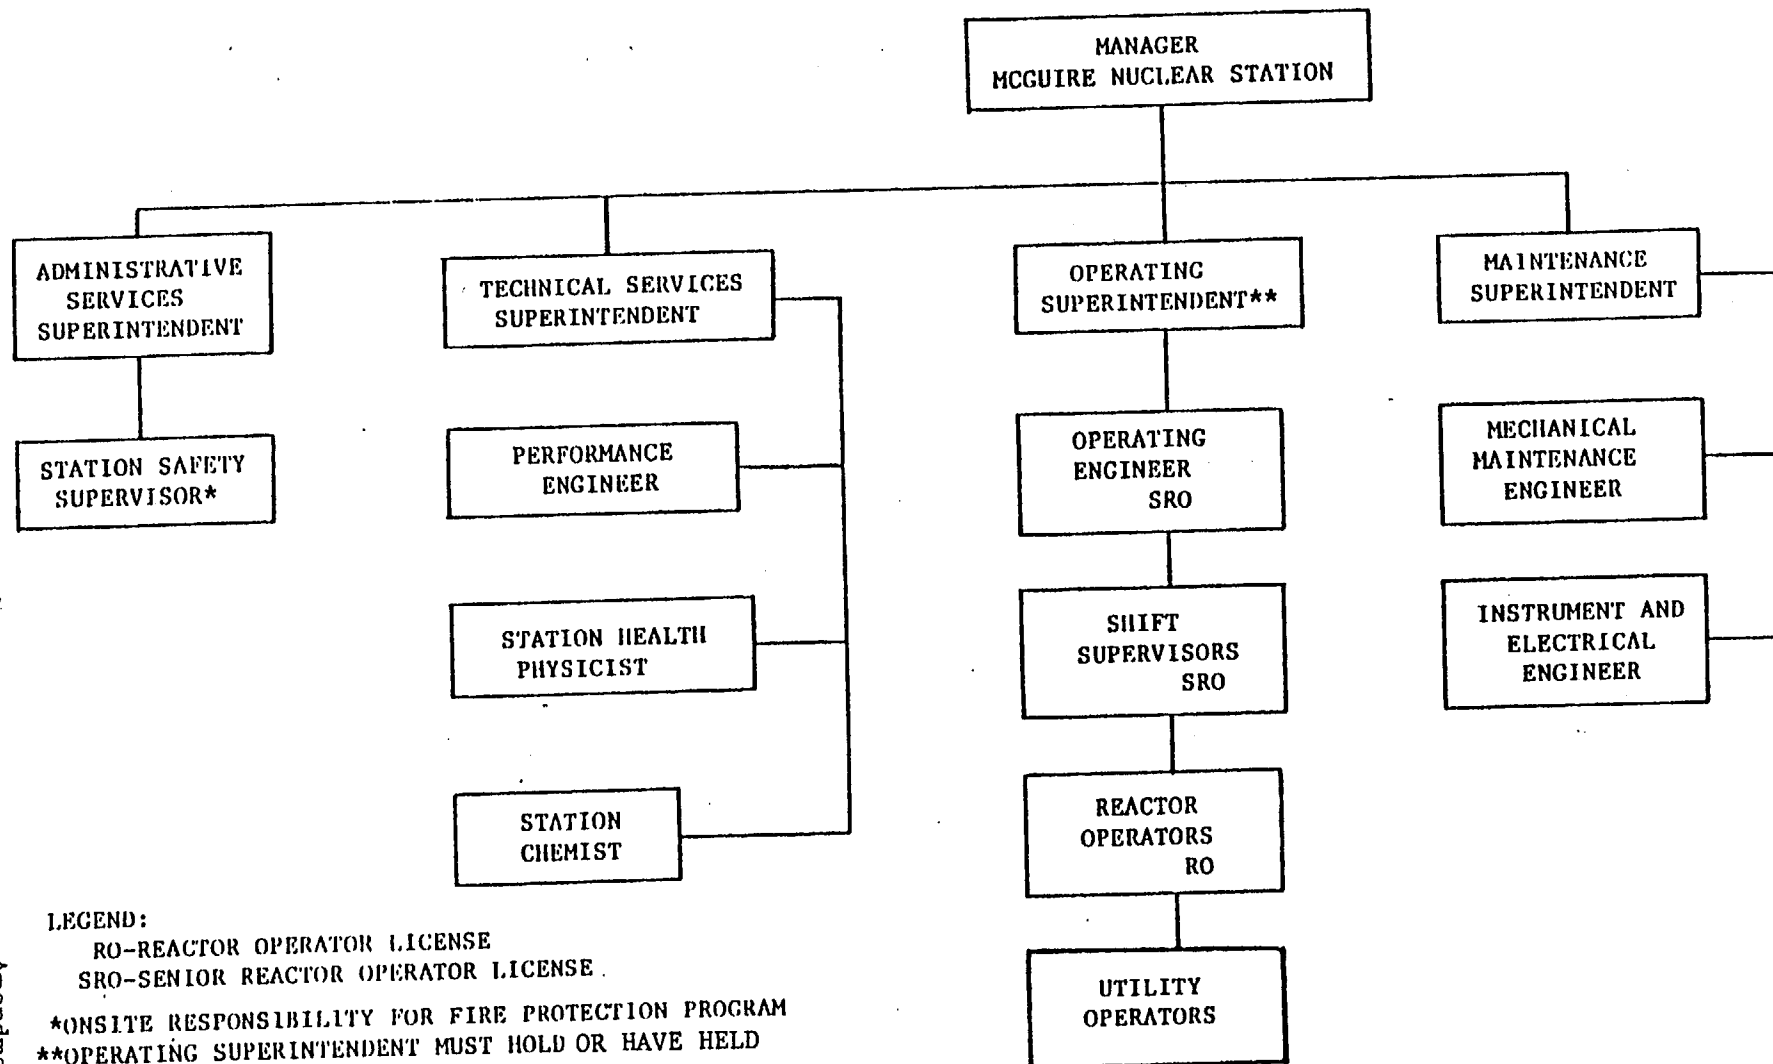 MANAGER
MCGUIRE NUCLEAR STATION
ADMINISTRATIVE
SERVICES
SUPERINTENDENT
TECHNICAL SERVICES
SUPERINTENDENT
OPERATING
SUPERINTENDENT**
MAINTENANCE
SUPERINTENDENT
STATION SAFETY
SUPERVISOR*
PERFORMANCE
ENGINEER
OPERATING
ENGINEER
SRO
MECHANICAL
MAINTENANCE
ENGINEER
STATION HEALTH
PHYSICIST
SHIFT
SUPERVISORS
SRO
INSTRUMENT AND
ELECTRICAL
ENGINEER
STATION
CHEMIST
REACTOR
OPERATORS
RO
UTILITY
OPERATORS
LEGEND:
RO-REACTOR OPERATOR LICENSE
SRO-SENIOR REACTOR OPERATOR LICENSE
*ONSITE RESPONSIBILITY FOR FIRE PROTECTION PROGRAM
**OPERATING SUPERINTENDENT MUST HOLD OR HAVE HELD